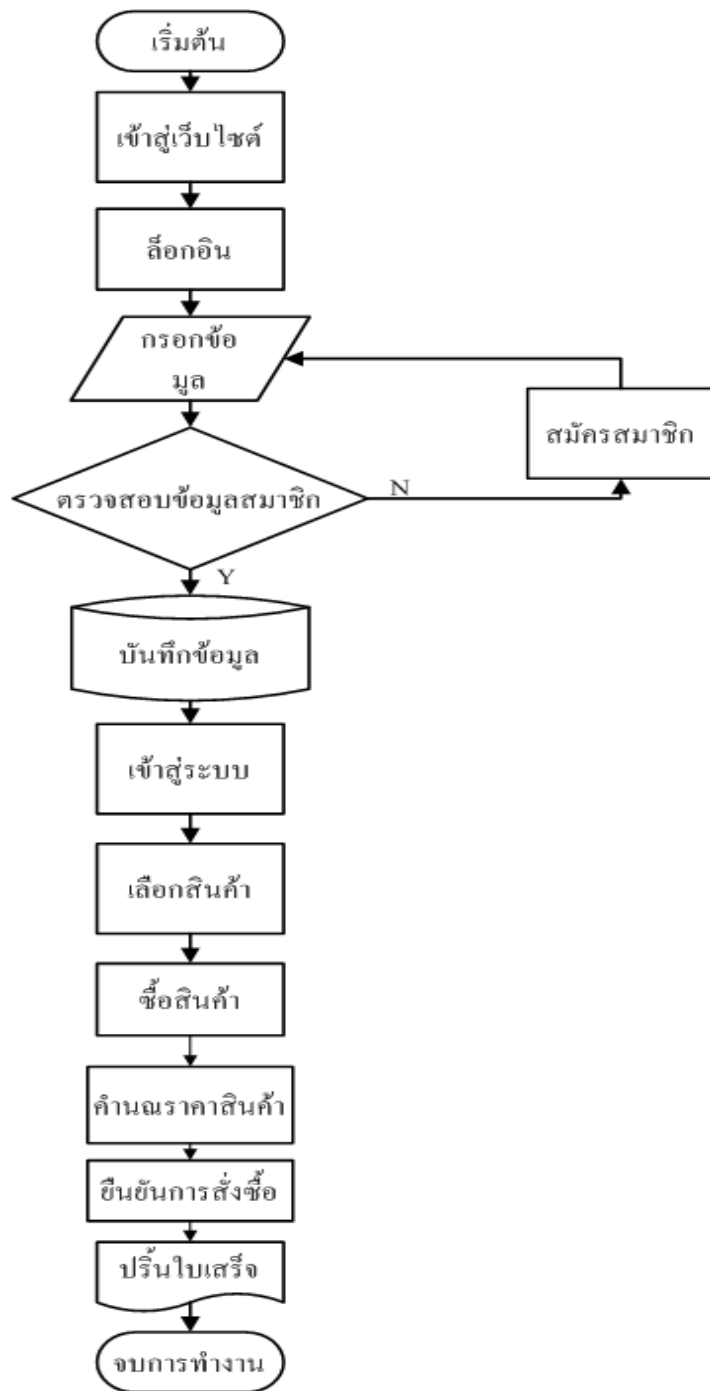 เริ่มต้น
เข้าสู่เว็บไซต์
ล็อกอิน
กรอกข้อ
มูล
สมัครสมาชิก
ตรวจสอบข้อมูลสมาชิก
N
Y
บันทึกข้อมูล
เข้าสู่ระบบ
เลือกสินค้า
ซื้อสินค้า
คำนณราคาสินค้า
ยืนยันการสั่งซื้อ
ปริ้นใบเสร็จ
จบการทำงาน